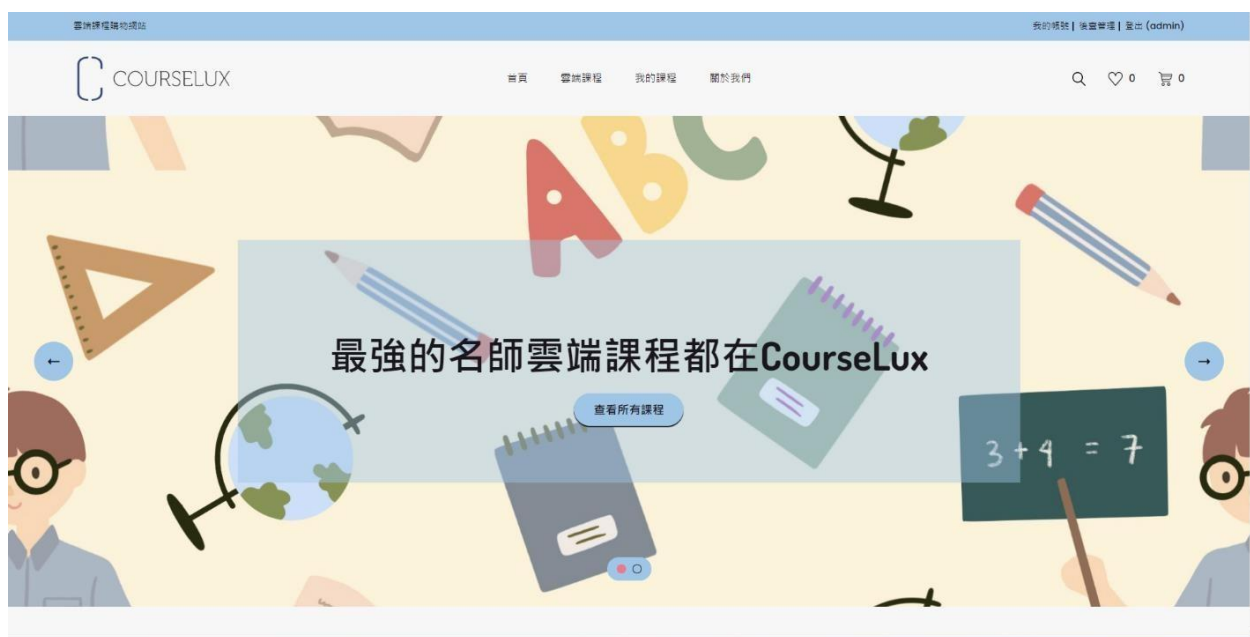 雲端課程購物網站
我的帳號 | 後臺管理 | 登出 (admin)
COURSELUX
首頁 雲端課程 我的課程 關於我們
0 0
ABC
最強的名師雲端課程都在CourseLux
查看所有課程
3+4 = 7